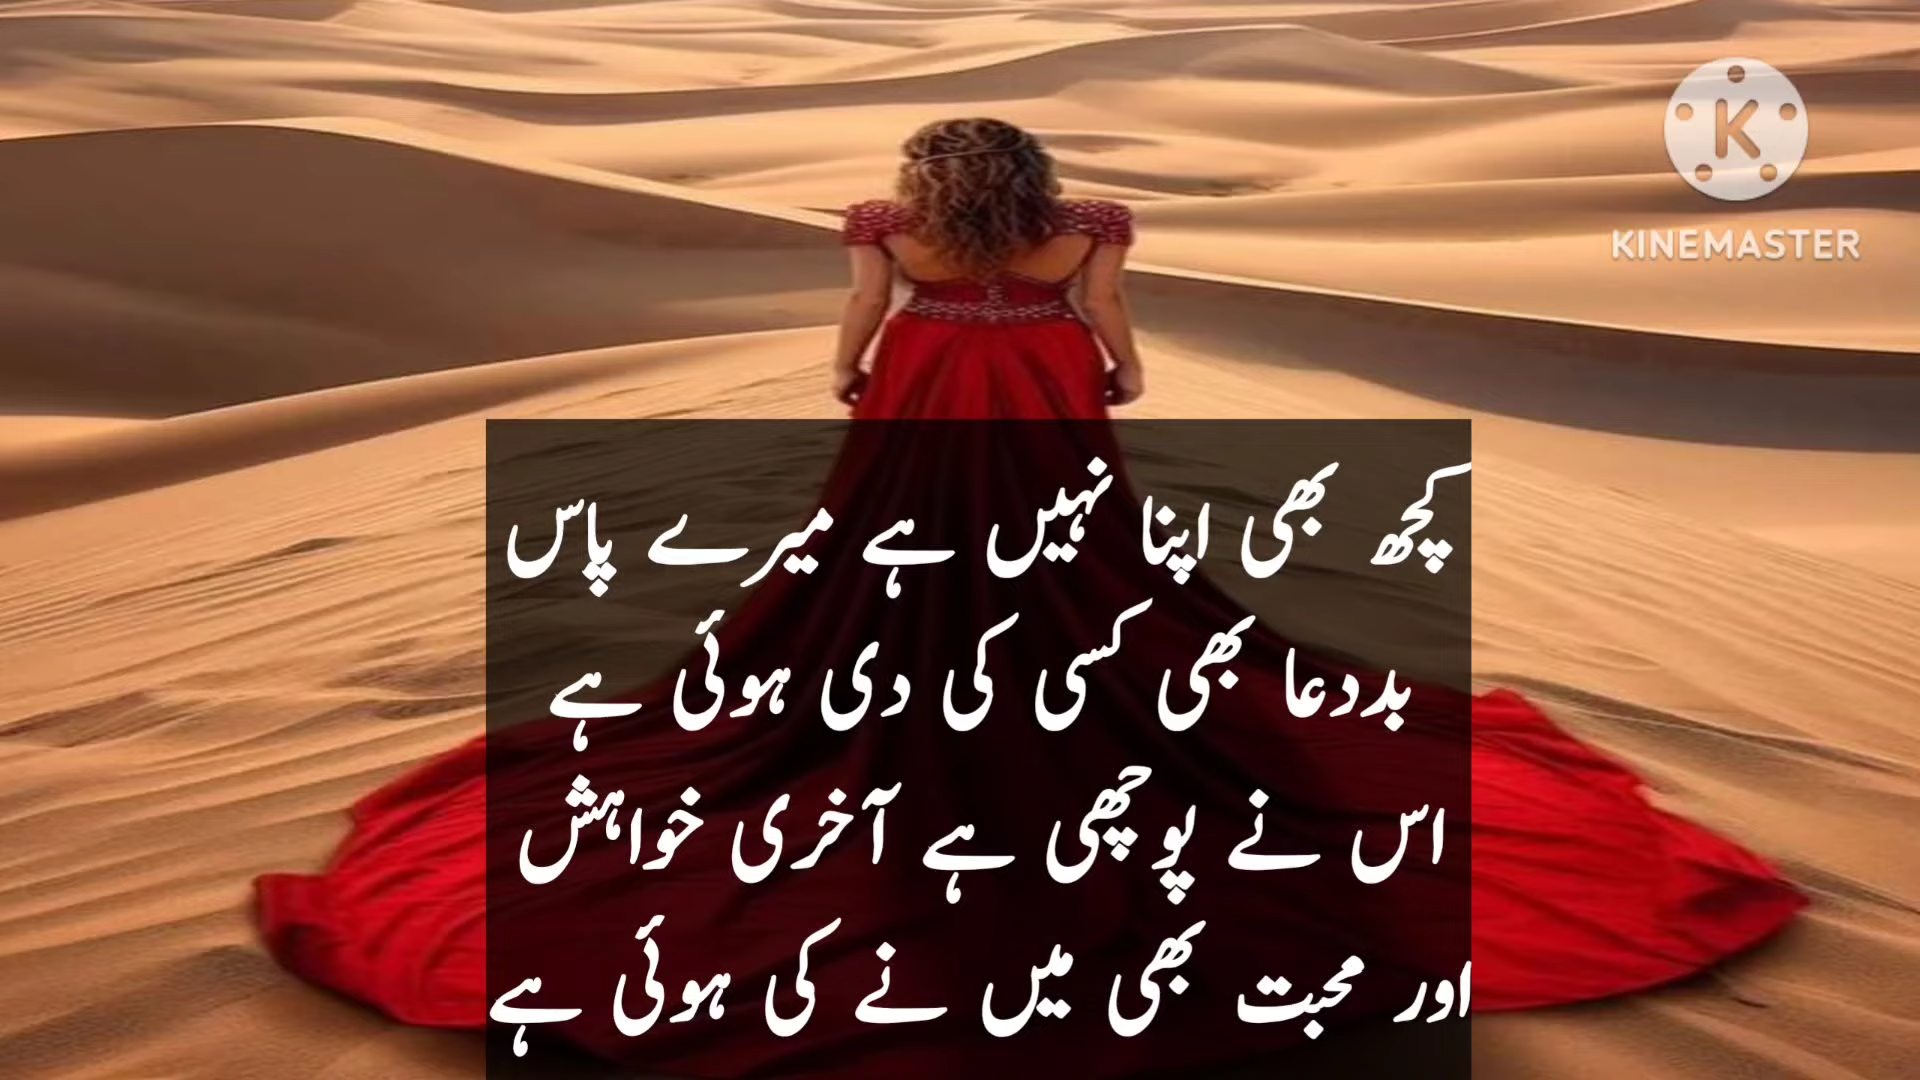 K
KINEMASTER
کچھ بھی اپنا نہیں ہے میرے پاس
بددعا بھی کسی کی دی ہوئی ہے
اس نے پوچھی ہے آخری خواہش
اور محبت بھی میں نے کی ہوئی ہے